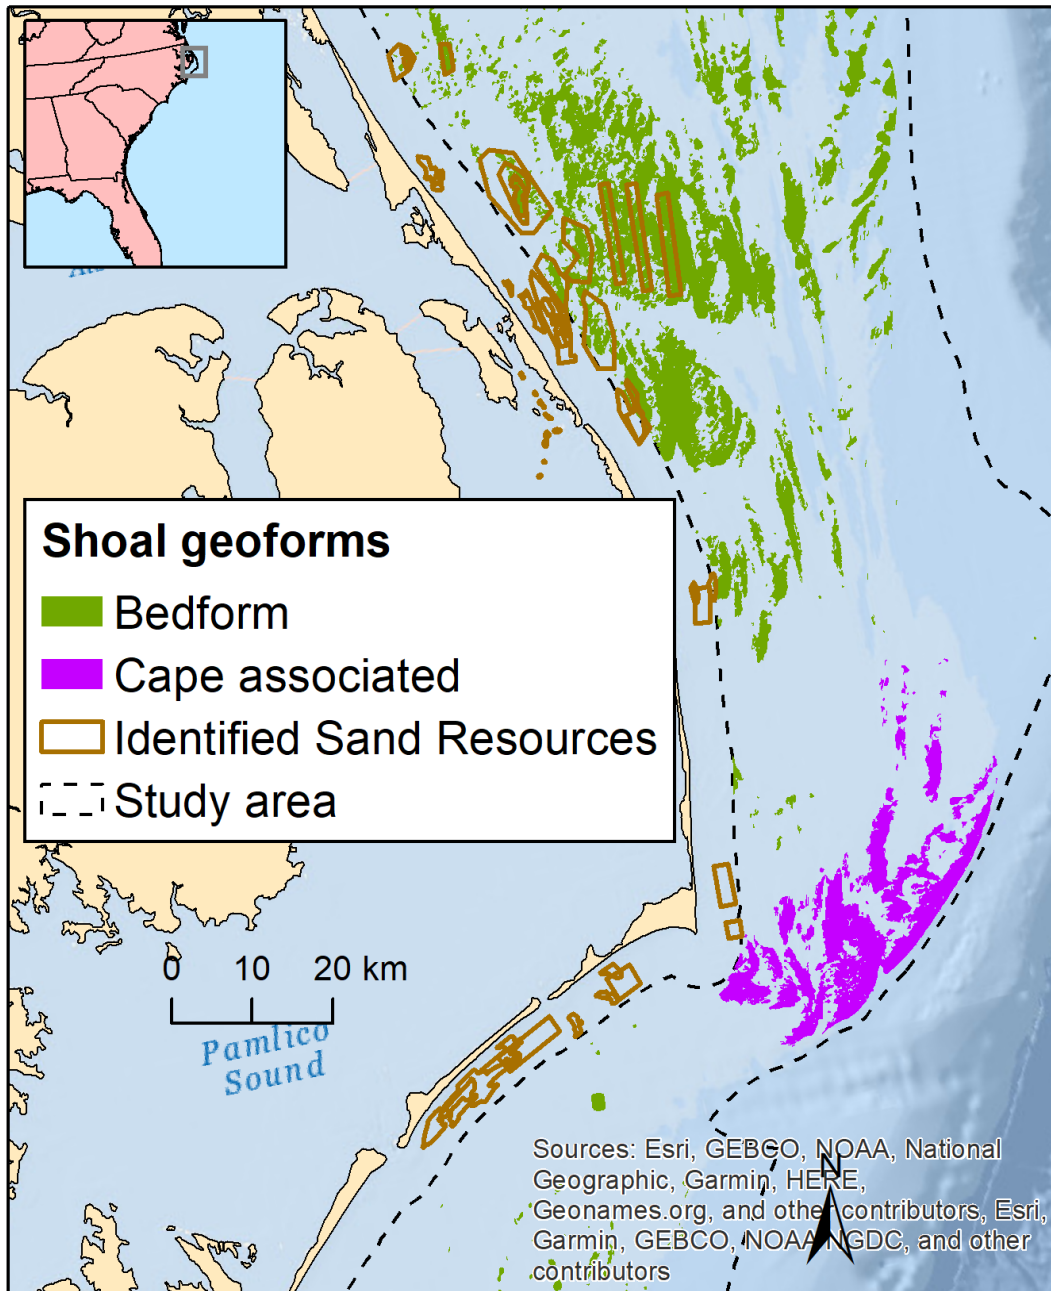 Shoal geoforms
Bedform
Cape associated
Identified Sand Resources
Study area
0 10 20 km
Pamlico
Sound
Sources: Esri, GEBCO, NOAA, National
Geographic, Garmin, HERE,
Geonames.org, and other contributors, Esri,
Garmin, GEBCO, NOAA NGDC, and other
contributors
N